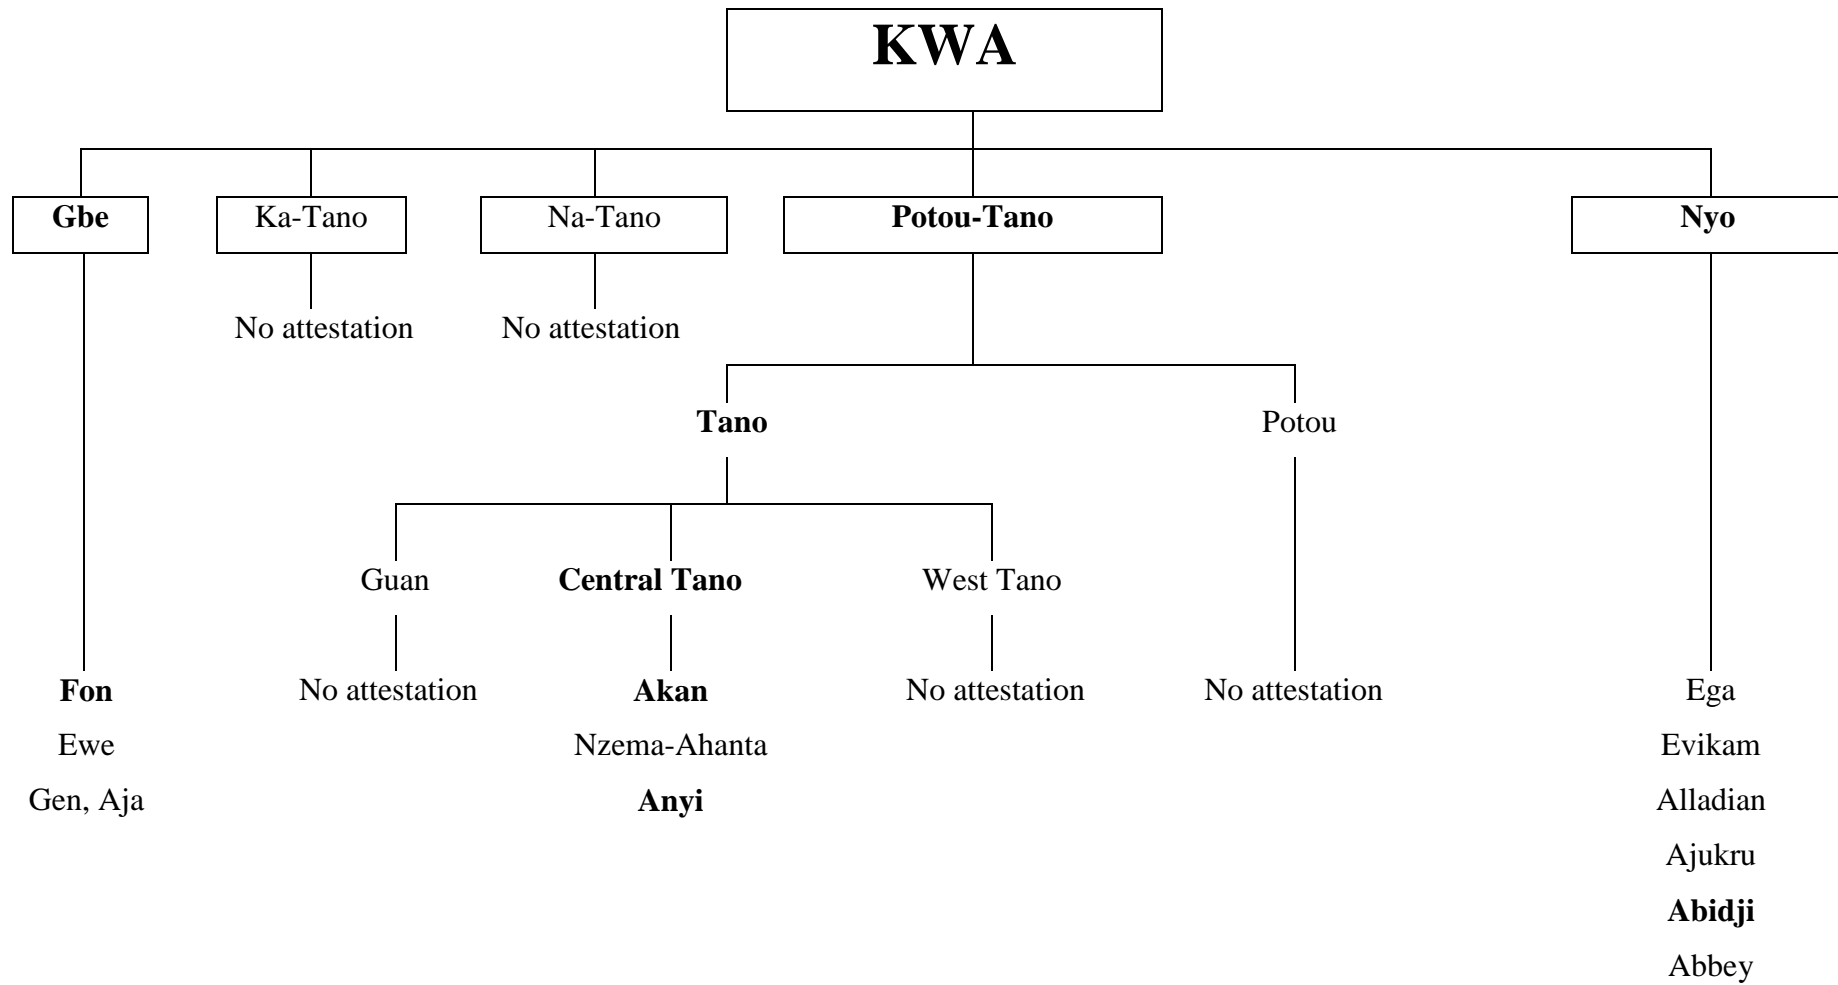 KWA
Gbe
Ka-Tano
Na-Tano
Potou-Tano
Nyo
No attestation
No attestation
Tano
Potou
Guan
Central Tano
West Tano
Fon
No attestation
Akan
No attestation
No attestation
Ega
Ewe
Nzema-Ahanta
Evikam
Gen, Aja
Anyi
Alladian
Ajukru
Abidji
Abbey